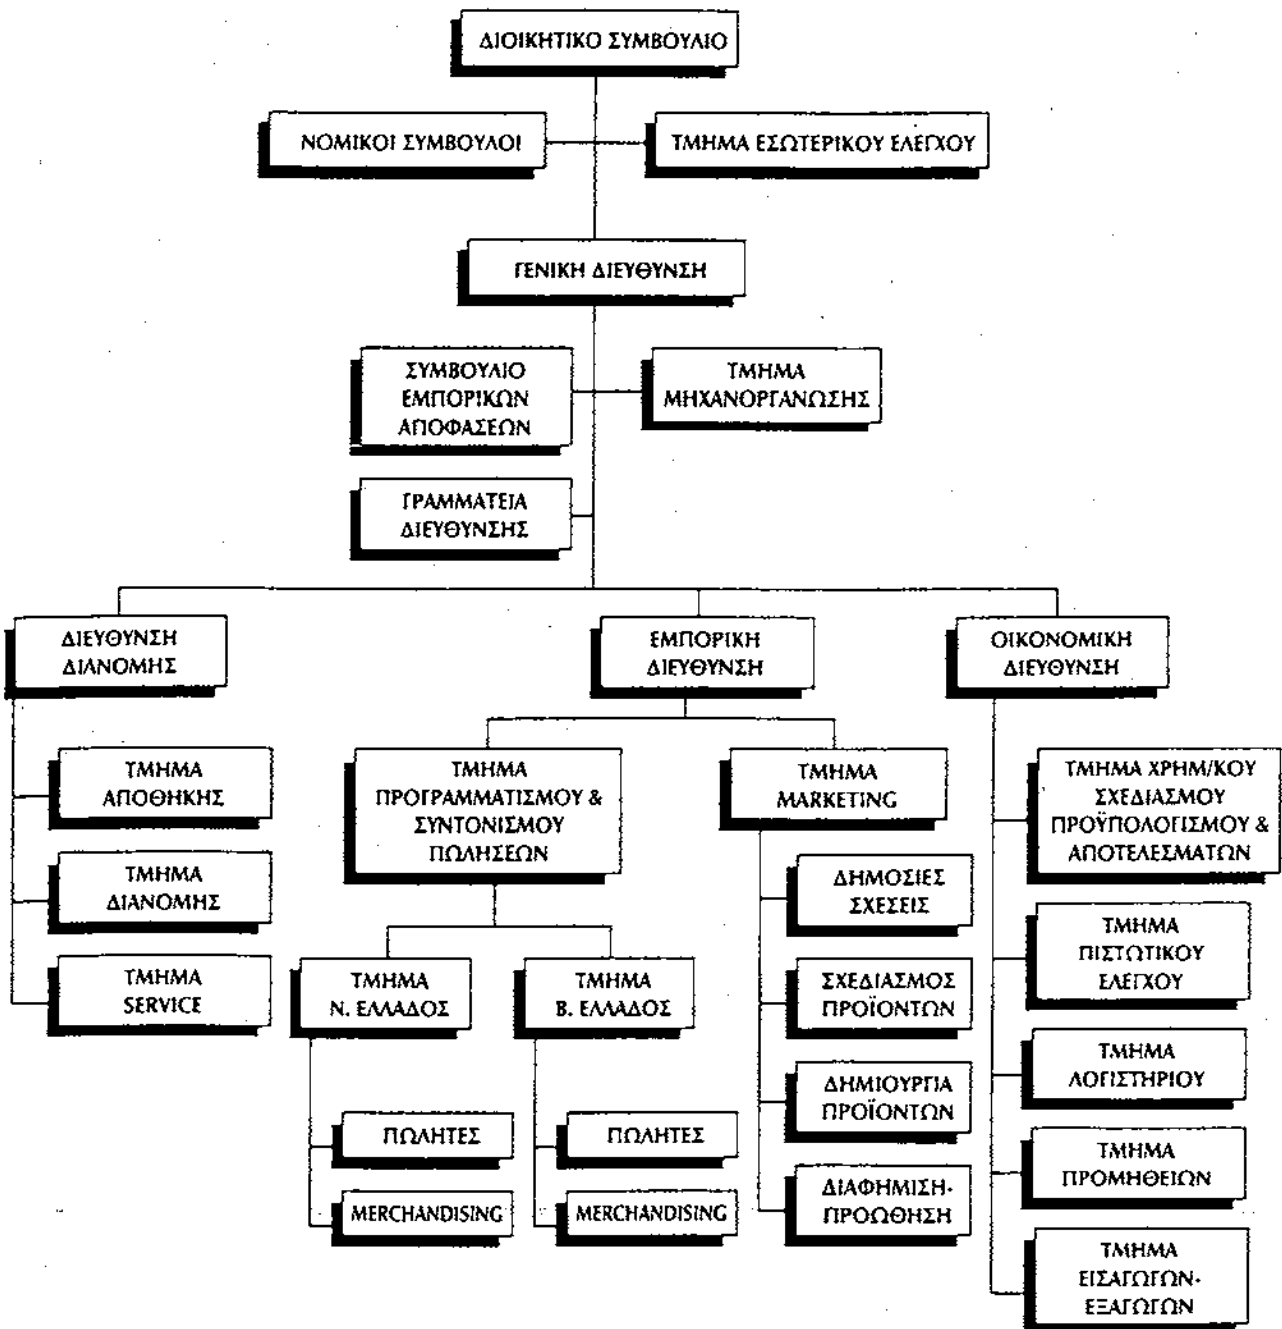 ΔΙΟΙΚΗΤΙΚΟ ΣΥΜΒΟΥΛΙΟ
ΝΟΜΙΚΟΙ ΣΥΜΒΟΥΛΟΙ
ΤΜΗΜΑ ΕΣΩΤΕΡΙΚΟΥ ΕΛΕΓΧΟΥ
ΓΕΝΙΚΗ ΔΙΕΥΘΥΝΣΗ
ΣΥΜΒΟΥΛΙΟ
ΕΜΠΟΡΙΚΩΝ
ΑΠΟΦΑΣΕΩΝ
ΤΜΗΜΑ
ΜΗΧΑΝΟΡΓΑΝΩΣΗΣ
ΓΡΑΜΜΑΤΕΙΑ
ΔΙΕΥΘΥΝΣΗΣ
ΔΙΕΥΘΥΝΣΗ
ΔΙΑΝΟΜΗΣ
ΕΜΠΟΡΙΚΗ
ΔΙΕΥΘΥΝΣΗ
ΟΙΚΟΝΟΜΙΚΗ
ΔΙΕΥΘΥΝΣΗ
ΤΜΗΜΑ
ΑΠΟΘΗΚΗΣ
ΤΜΗΜΑ
ΔΙΑΝΟΜΗΣ
ΤΜΗΜΑ
SERVICE
ΤΜΗΜΑ
ΠΡΟΓΡΑΜΜΑΤΙΣΜΟΥ &
ΣΥΝΤΟΝΙΣΜΟΥ
ΠΩΛΗΣΕΩΝ
ΤΜΗΜΑ
Ν. ΕΛΛΑΔΟΣ
ΠΩΛΗΤΕΣ
MERCHANDISING
ΤΜΗΜΑ
Β. ΕΛΛΑΔΟΣ
ΠΩΛΗΤΕΣ
MERCHANDISING
ΤΜΗΜΑ
MARKETING
ΔΗΜΟΣΙΕΣ
ΣΧΕΣΕΙΣ
ΣΧΕΔΙΑΣΜΟΣ
ΠΡΟΪΟΝΤΩΝ
ΔΗΜΙΟΥΡΓΙΑ
ΠΡΟΪΟΝΤΩΝ
ΔΙΑΦΗΜΙΣΗ-
ΠΡΟΩΘΗΣΗ
ΤΜΗΜΑ ΧΡΗΜ/ΚΟΥ
ΣΧΕΔΙΑΣΜΟΥ
ΠΡΟΫΠΟΛΟΓΙΣΜΟΥ &
ΑΠΟΤΕΛΕΣΜΑΤΩΝ
ΤΜΗΜΑ
ΠΙΣΤΩΤΙΚΟΥ
ΕΛΕΓΧΟΥ
ΤΜΗΜΑ
ΛΟΓΙΣΤΗΡΙΟΥ
ΤΜΗΜΑ
ΠΡΟΜΗΘΕΙΩΝ
ΤΜΗΜΑ
ΕΙΣΑΓΩΓΩΝ-
ΕΞΑΓΩΓΩΝ